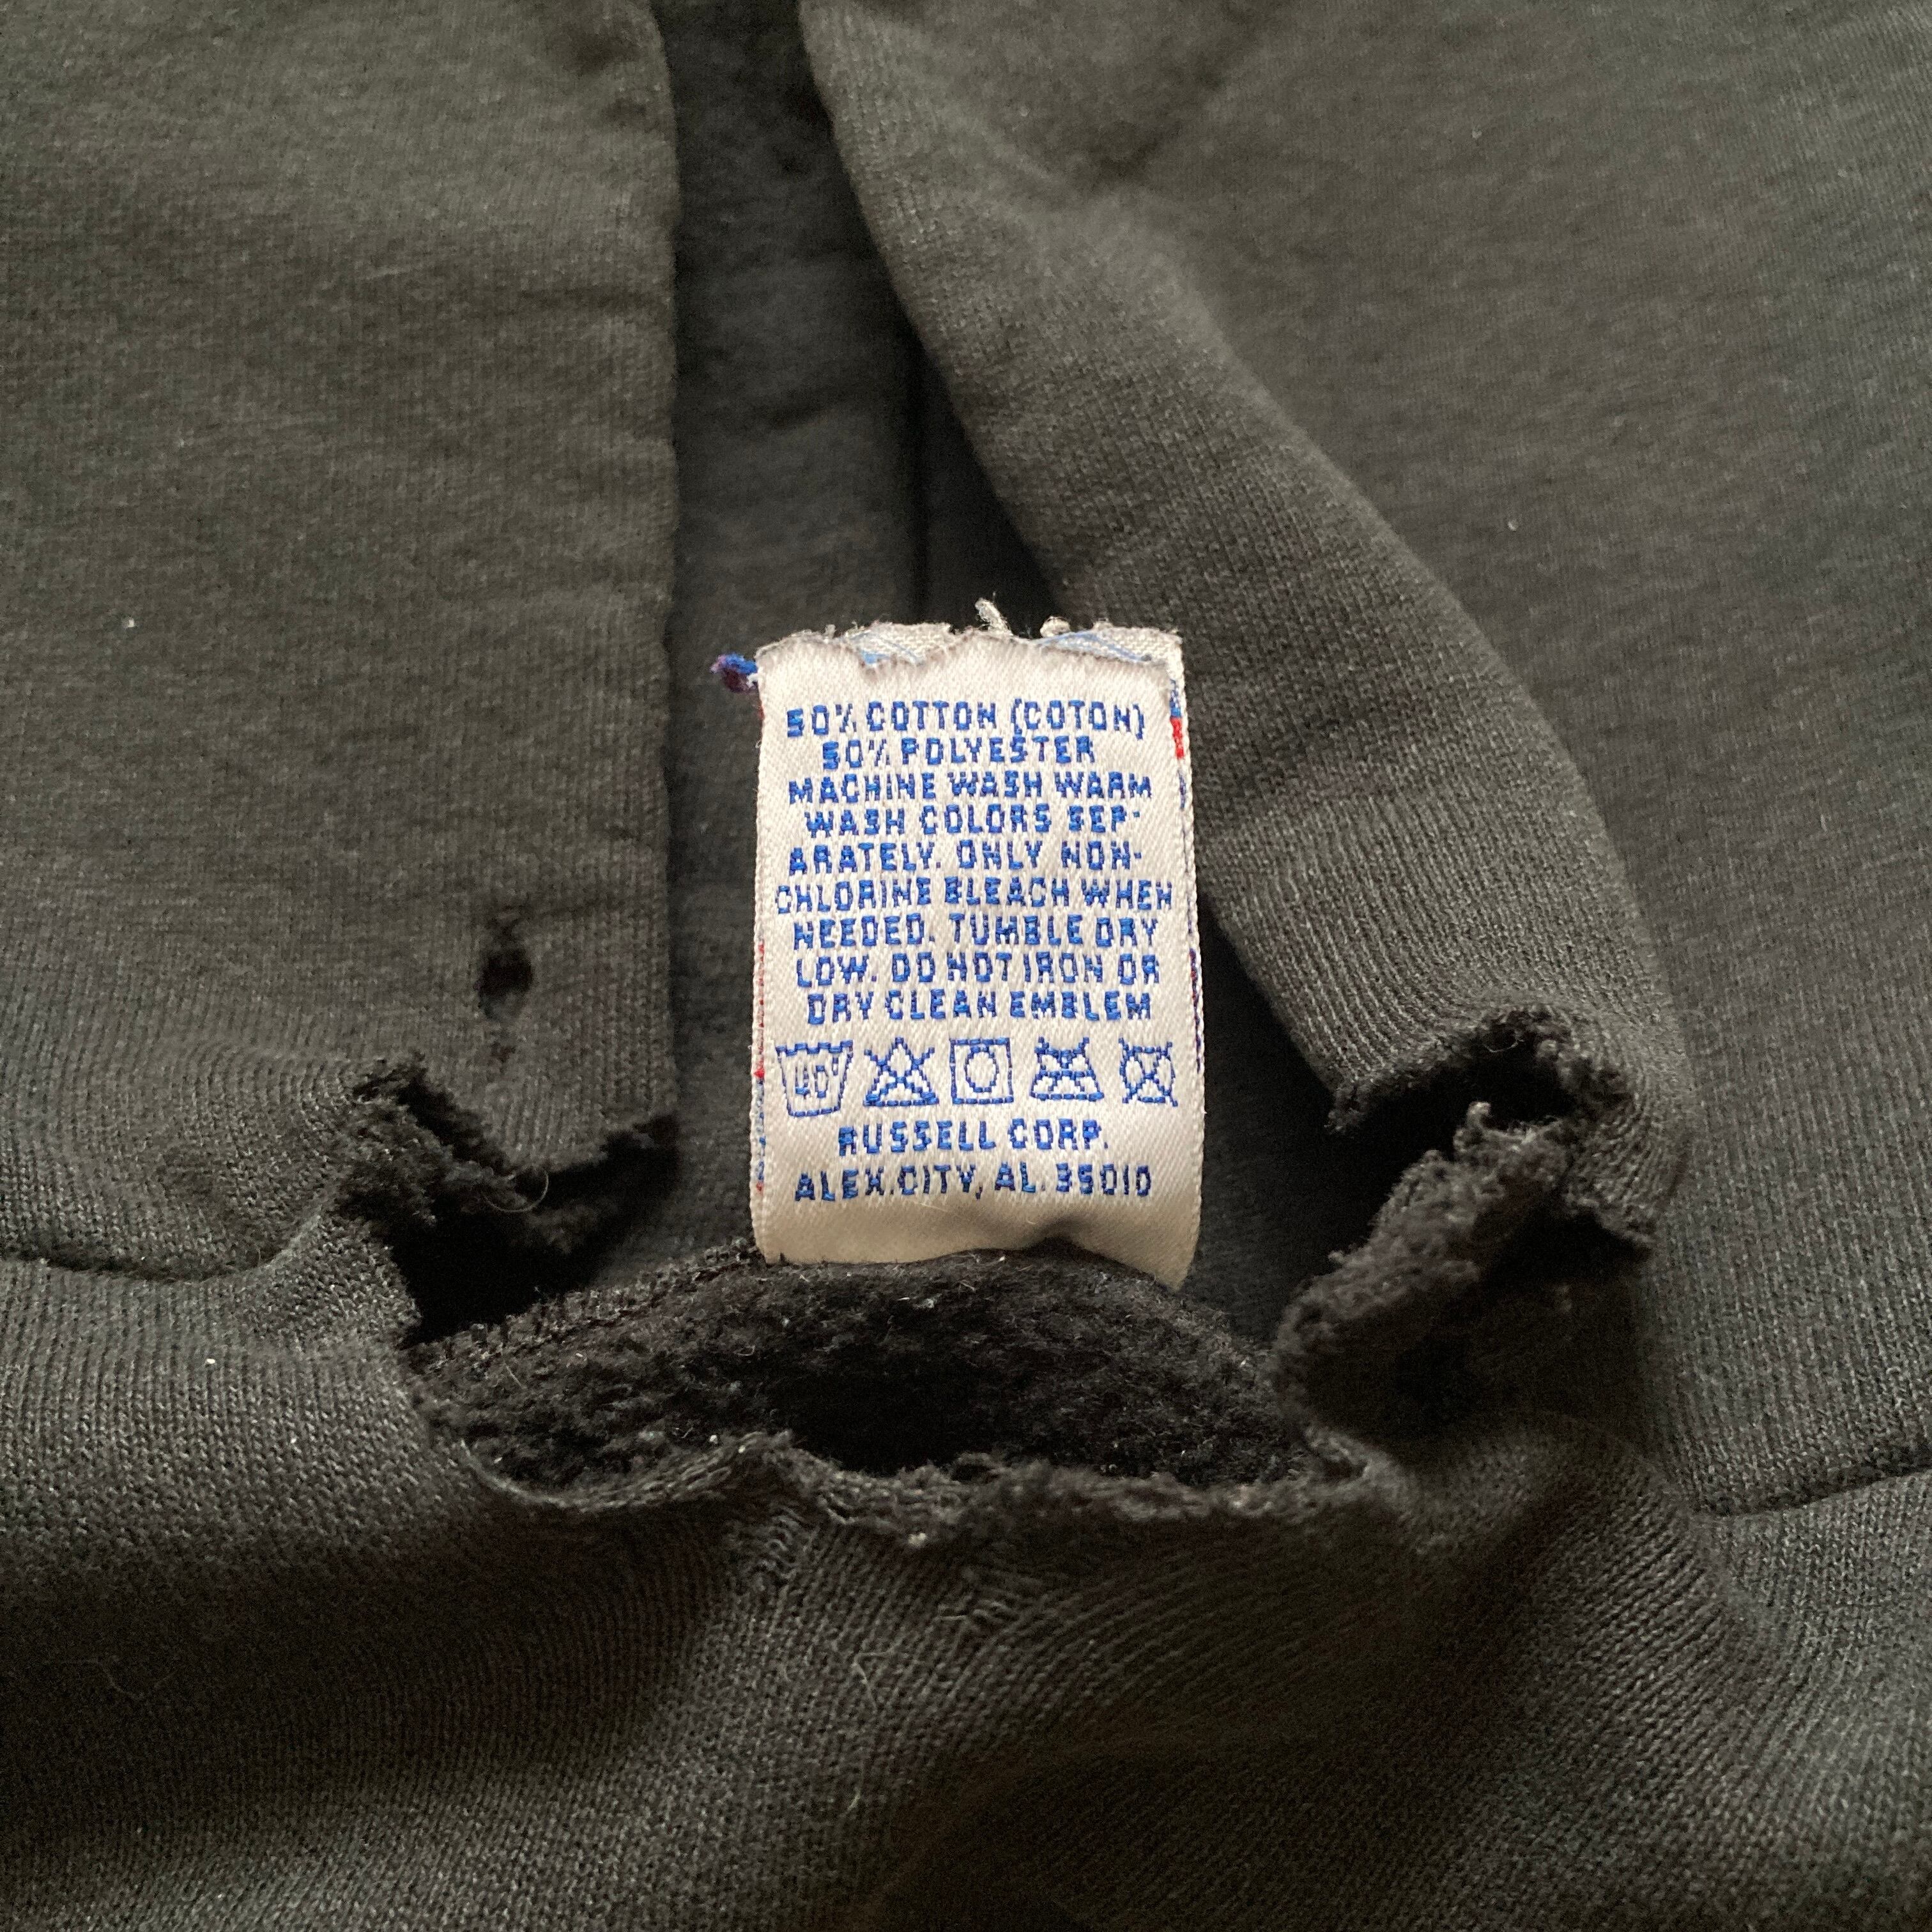 50% COTTON (COTON)
50% POLYESTER
MACHINE WASH WARM
WASH COLORS SEP-
ARATELY. ONLY NON-
CHLORINE BLEACH WHEN
NEEDED. TUMBLE DRY
LOW. DO NOT IRON OR
DRY CLEAN EMBLEM
40°
RUSSELL CORP.
ALEX.CITY, AL. 35010